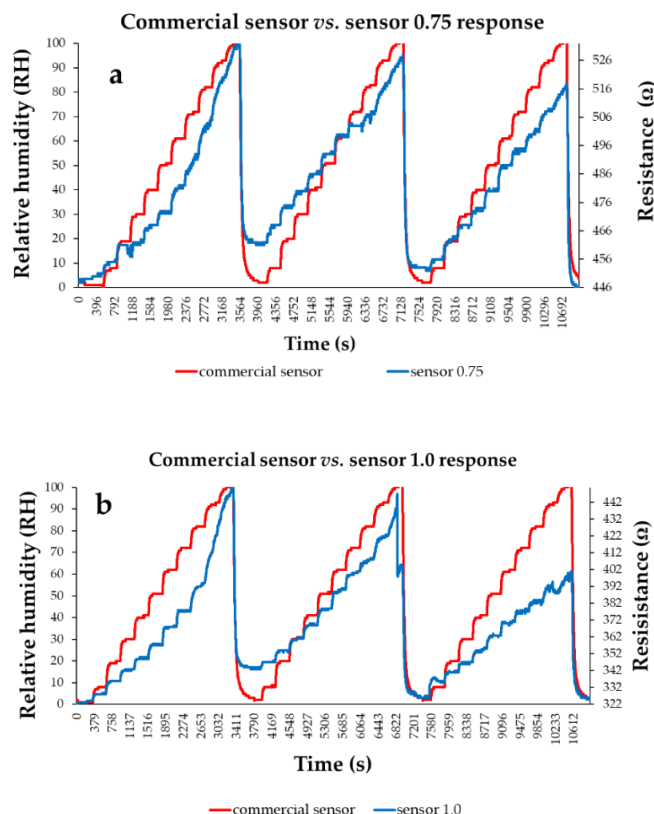 Commercial sensor vs. sensor 0.75 response
a
Relative humidity (RH)
100
90
80
70
60
50
40
30
20
10
0
526
516
506
496
486
476
466
456
446
Resistance (Ω)
0 396 792 1188 1584 1980 2376 2772 3168 3564 3960 4356 4752 5148 5544 5940 6336 6732 7128 7524 7920 8316 8712 9108 9504 9900 10296 10692
Time (s)
commercial sensor sensor 0.75
Commercial sensor vs. sensor 1.0 response
b
Relative humidity (RH)
100
90
80
70
60
50
40
30
20
10
0
442
422
402
382
362
342
322
Resisistance (Ω)
0 379 758 1137 1516 1895 2274 2653 3032 3411 3790 4169 4548 4927 5306 5685 6064 6443 6822 7201 7580 7959 8338 8717 9096 9475 9854 10233 10612
Time (s)
commercial sensor sensor 1.0